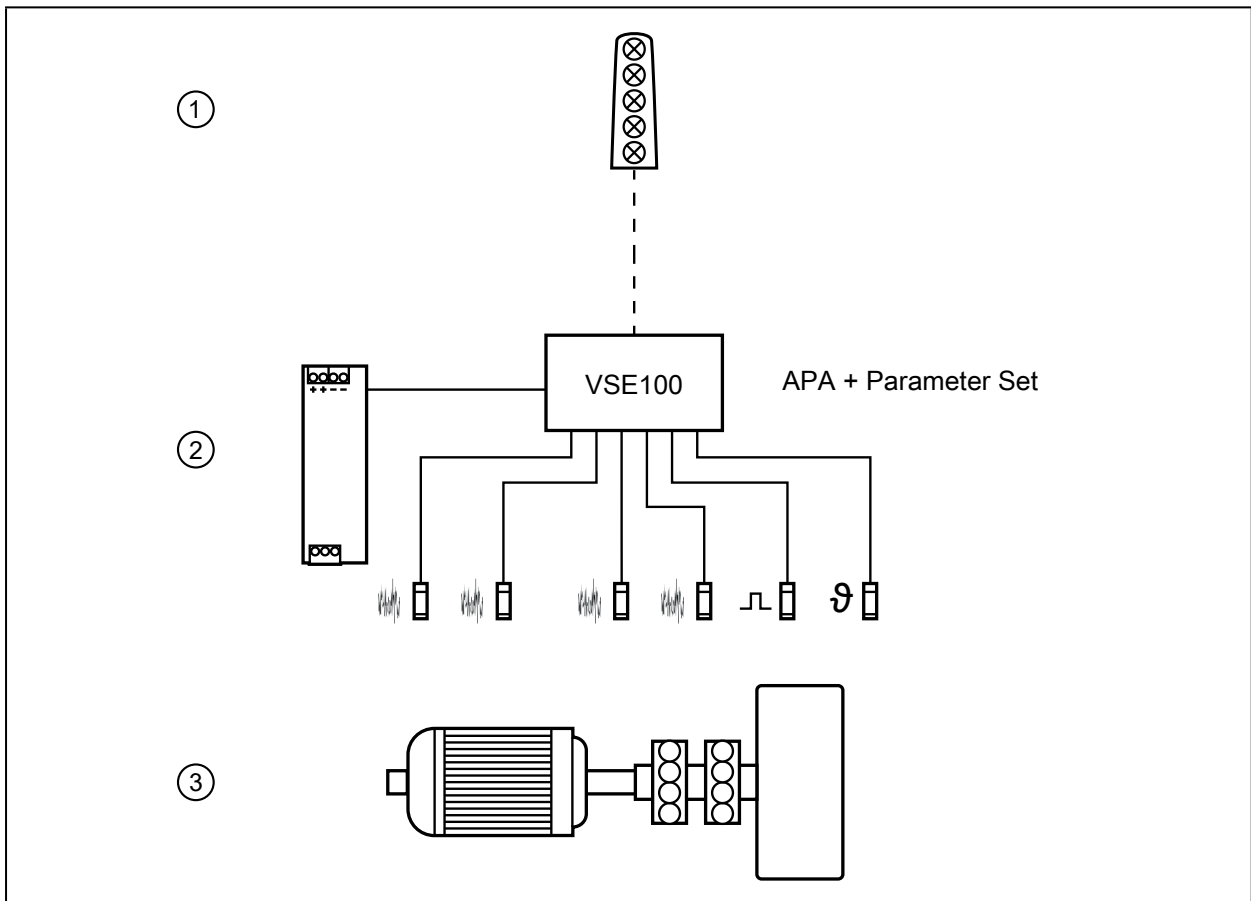 1
VSE100
APA + Parameter Set
+ + − −
2
ϑ
3